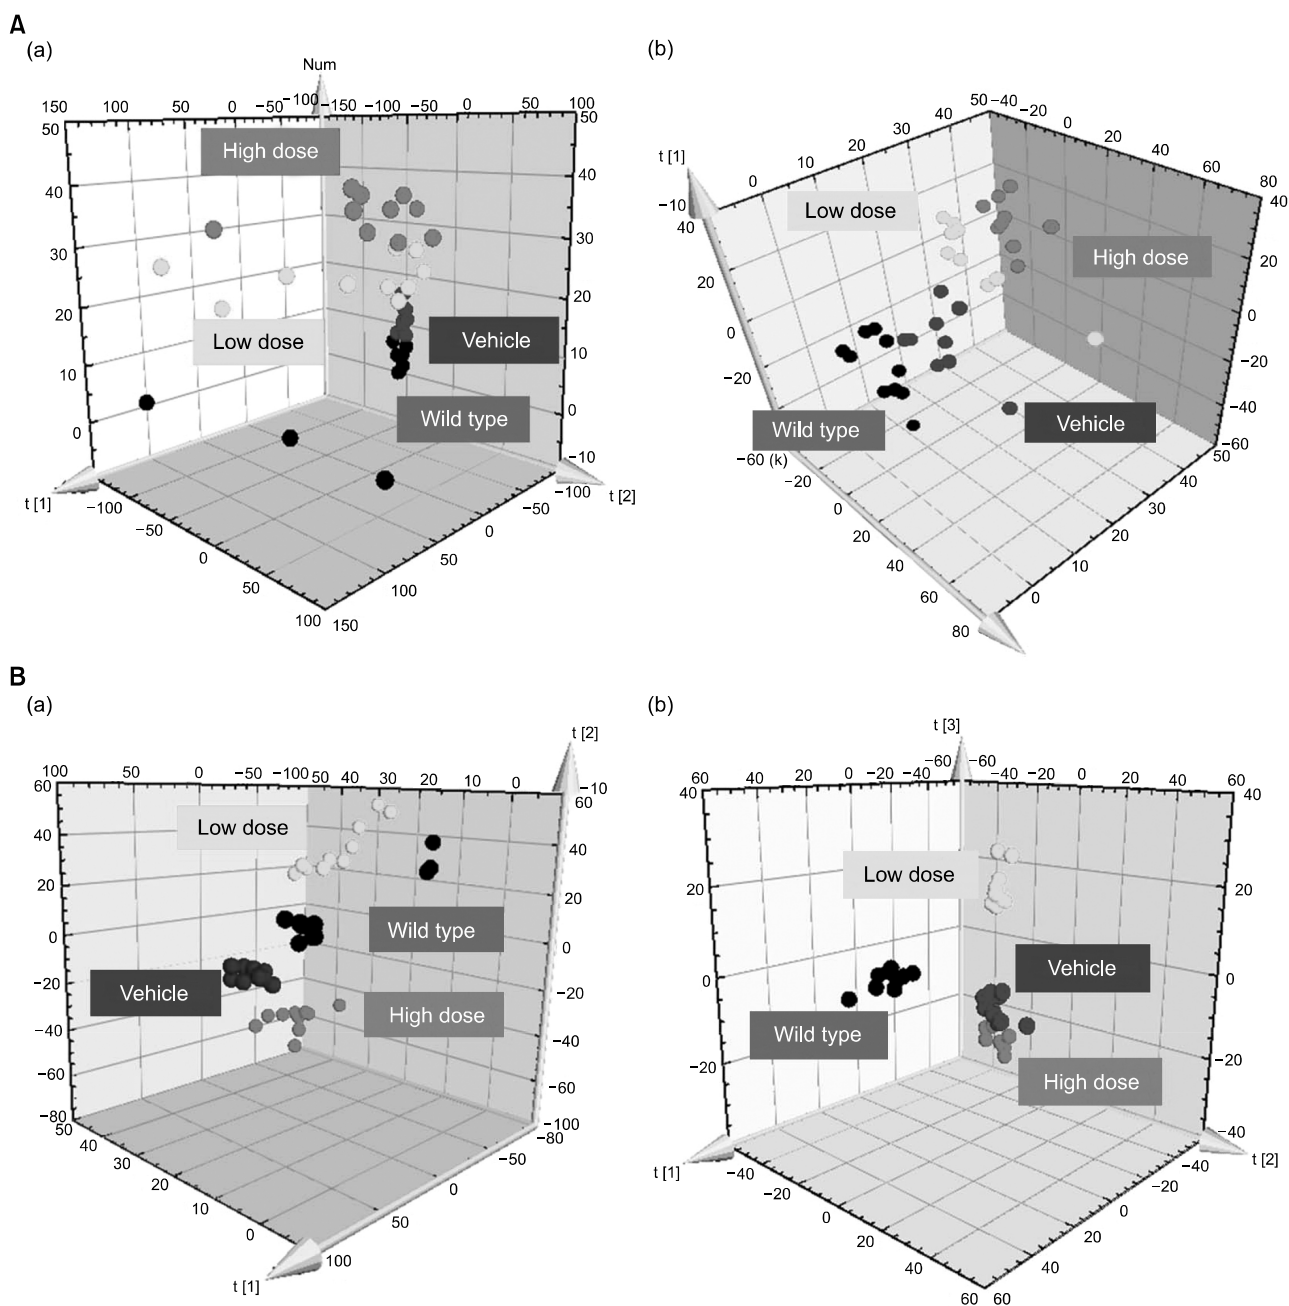 A
(a)
Num
150 100 50 0 −50 −100 −150 −100 −50 0 50 100
50 50
High dose
40 40
30 30
20 20
Low dose
Vehicle
10 10
Wild type
0 0
−10
t [1] t [2]
−100 −100
−50 −50
0 0
50 50
100 100
150
(b)
t [1]
−10 0 10 20 30 40 50 −40 −20 0 20 40 60 80
40 40
Low dose
High dose
20 20
0 0
−20 −20
−40
Wild type
Vehicle
−60 (k) −60
−20 50
0 40
20 30
40 20
60 10
80 0
B
(a)
t [2]
100 50 0 −50 −100 50 40 30 20 10 0 −10
60 60
Low dose
40 40
20 20
Wild type
0 0
Vehicle
−20 −20
High dose
−40 −40
−60 −60
−80 −100
50 −80
40 −50
30 0
20 50
10 100
0
t [1]
(b)
t [3]
60 40 20 0 −20 −40 −60 −60 −40 −20 0 20 40 60
40 40
Low dose
20 20
Vehicle
0 0
Wild type
High dose
−20 −20
−40
t [1] t [2]
−40 −40
−20 −20
0 0
20 20
40 40
60 60